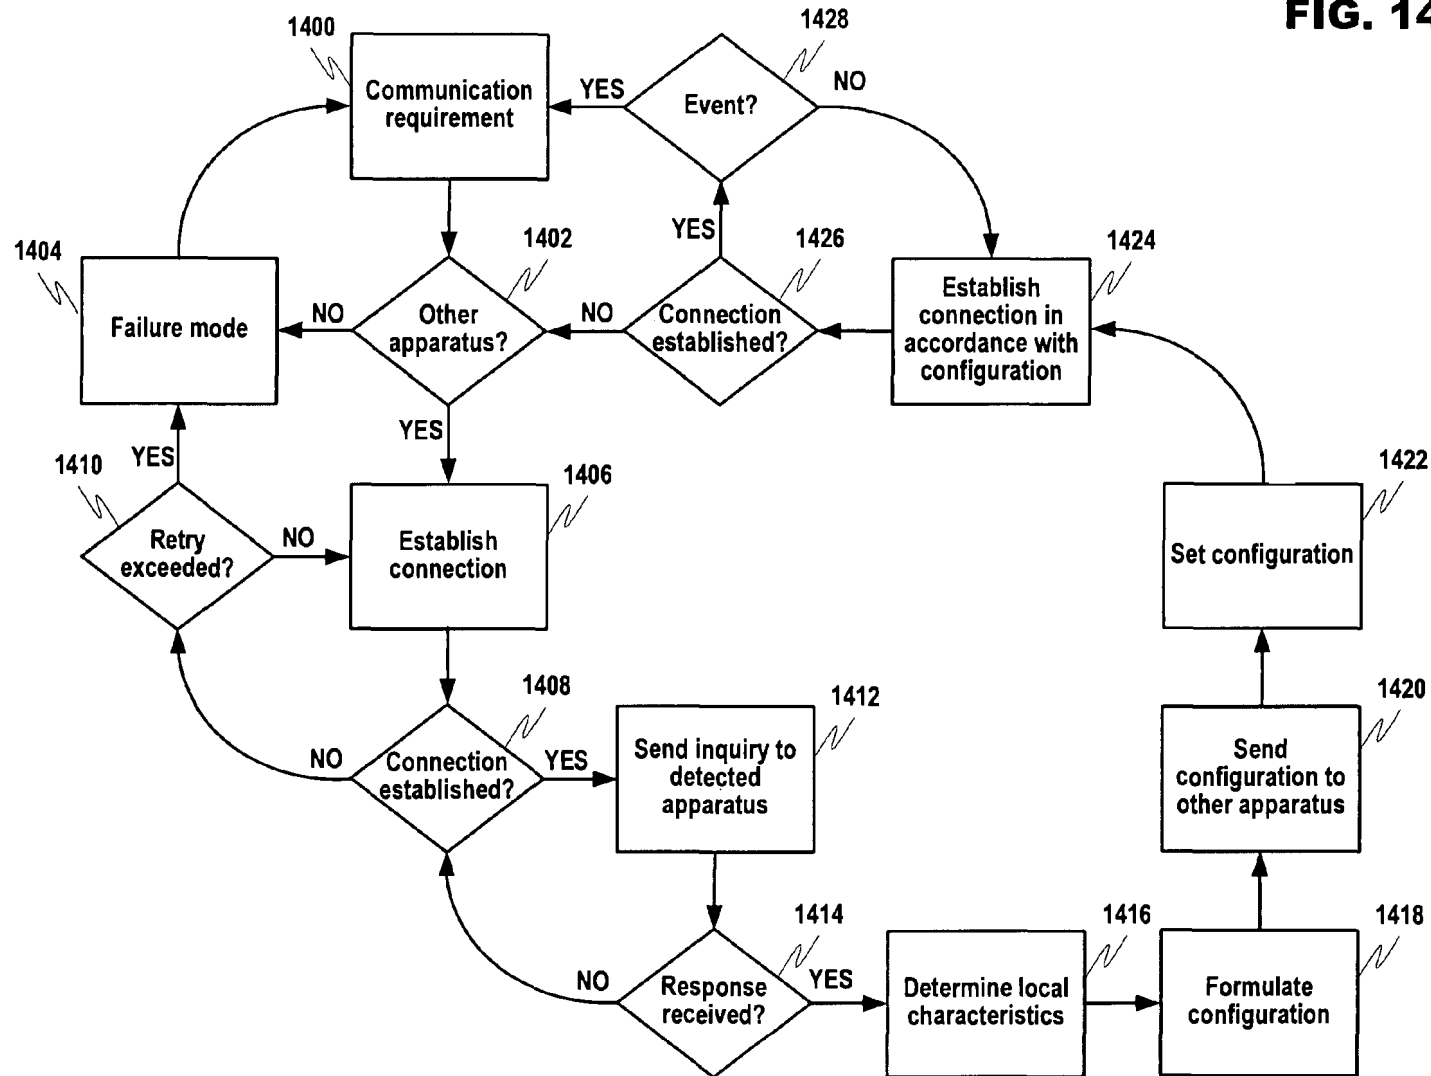 FIG. 14
1400
Communication
requirement
1428
Event?
YES
NO
1404
Failure mode
1402
Other
apparatus?
NO
YES
1426
Connection
established?
YES
NO
1424
Establish
connection in
accordance with
configuration
1410
Retry
exceeded?
YES
NO
1406
Establish
connection
1422
Set configuration
1408
Connection
established?
NO
YES
1412
Send inquiry to
detected
apparatus
1420
Send
configuration to
other apparatus
1414
Response
received?
NO
YES
1416
Determine local
characteristics
1418
Formulate
configuration